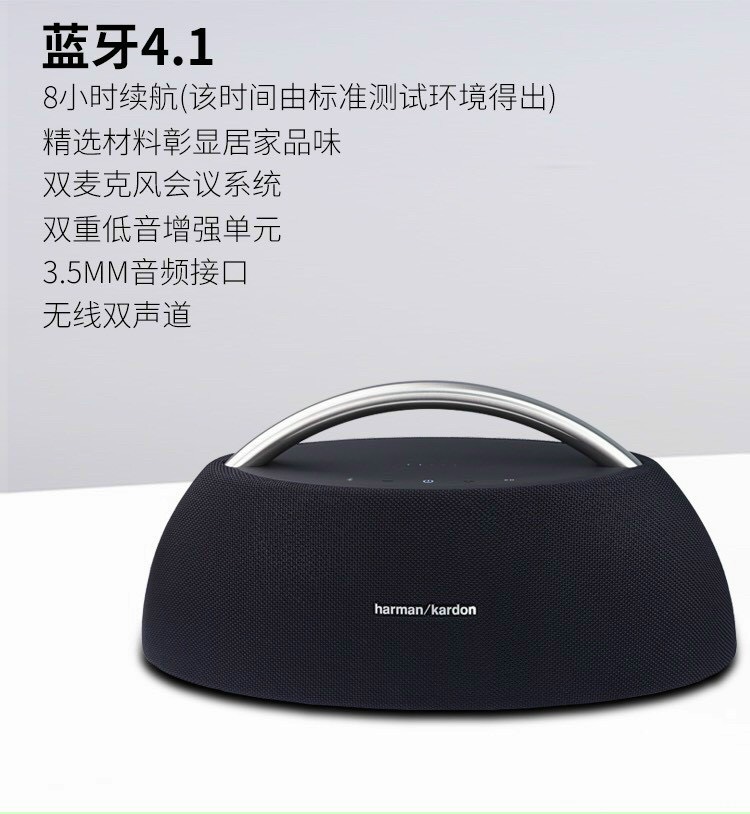 蓝牙4.1
8小时续航(该时间由标准测试环境得出)
精选材料彰显居家品味
双麦克风会议系统
双重低音增强单元
3.5MM音频接口
无线双声道
harman/kardon